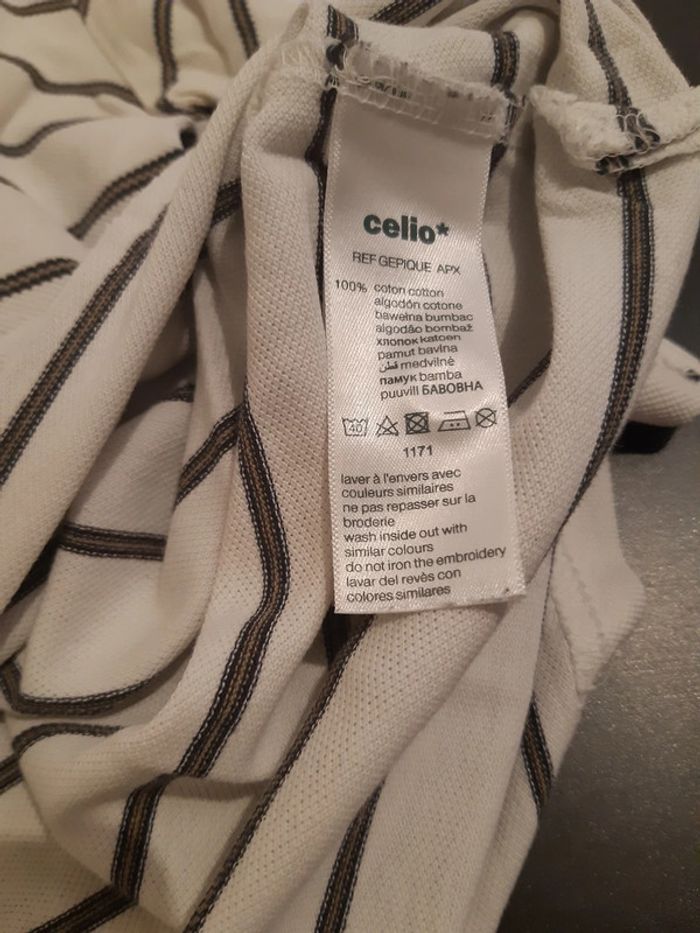 celio*
REF GEPIQUE APX
100% coton cotton
algodón cotone
bawełna bumbac
algodão bombaž
хлопок katoen
pamut bavlna
قطن medvilnė
памук bamba
puuvill БАВОВНА
40
1171
laver à l'envers avec
couleurs similaires
ne pas repasser sur la
broderie
wash inside out with
similar colours
do not iron the embroidery
lavar del revès con
colores similares